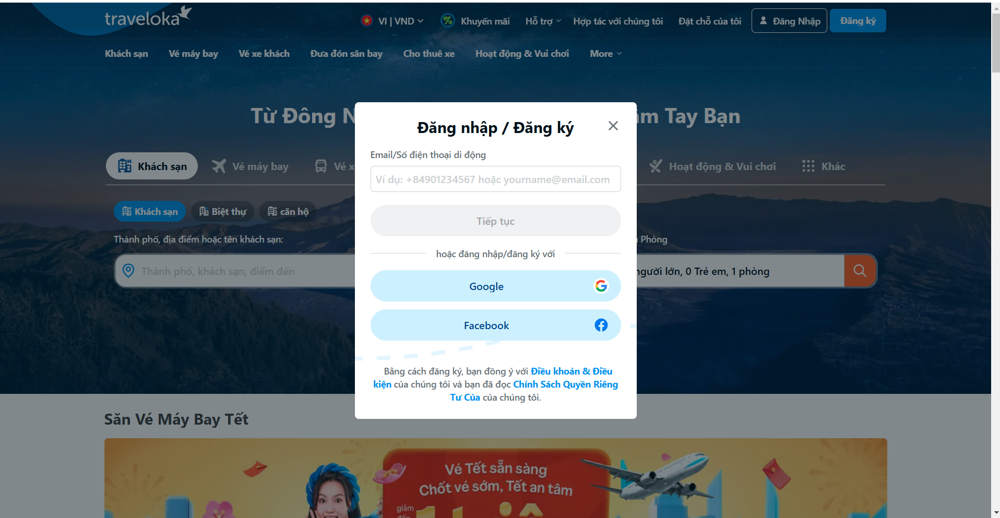 traveloka
VI | VND
Khuyến mãi
Hỗ trợ
Hợp tác với chúng tôi
Đặt chỗ của tôi
Đăng Nhập
Đăng ký
Khách sạn
Vé máy bay
Vé xe khách
Đưa đón sân bay
Cho thuê xe
Hoạt động & Vui chơi
More
Từ Đông
Tay Bạn
Đăng nhập / Đăng ký
Email/Số điện thoại di động
Ví dụ: +84901234567 hoặc yourname@email.com
Tiếp tục
hoặc đăng nhập/đăng ký với
Google
Facebook
Bằng cách đăng ký, bạn đồng ý với Điều khoản & Điều
kiện của chúng tôi và bạn đã đọc Chính Sách Quyền Riêng
Tư Của của chúng tôi.
Khách sạn
Vé máy bay
Vé
Hoạt động & Vui chơi
Khác
Khách sạn
Biệt thự
căn hộ
Thành phố, địa điểm hoặc tên khách sạn:
Phòng
Thành phố, khách sạn, điểm đến
lớn, 0 Trẻ em, 1 phòng
Săn Vé Máy Bay Tết
Vé Tết sẵn sàng
Chốt vé sớm, Tết an tâm
giảm